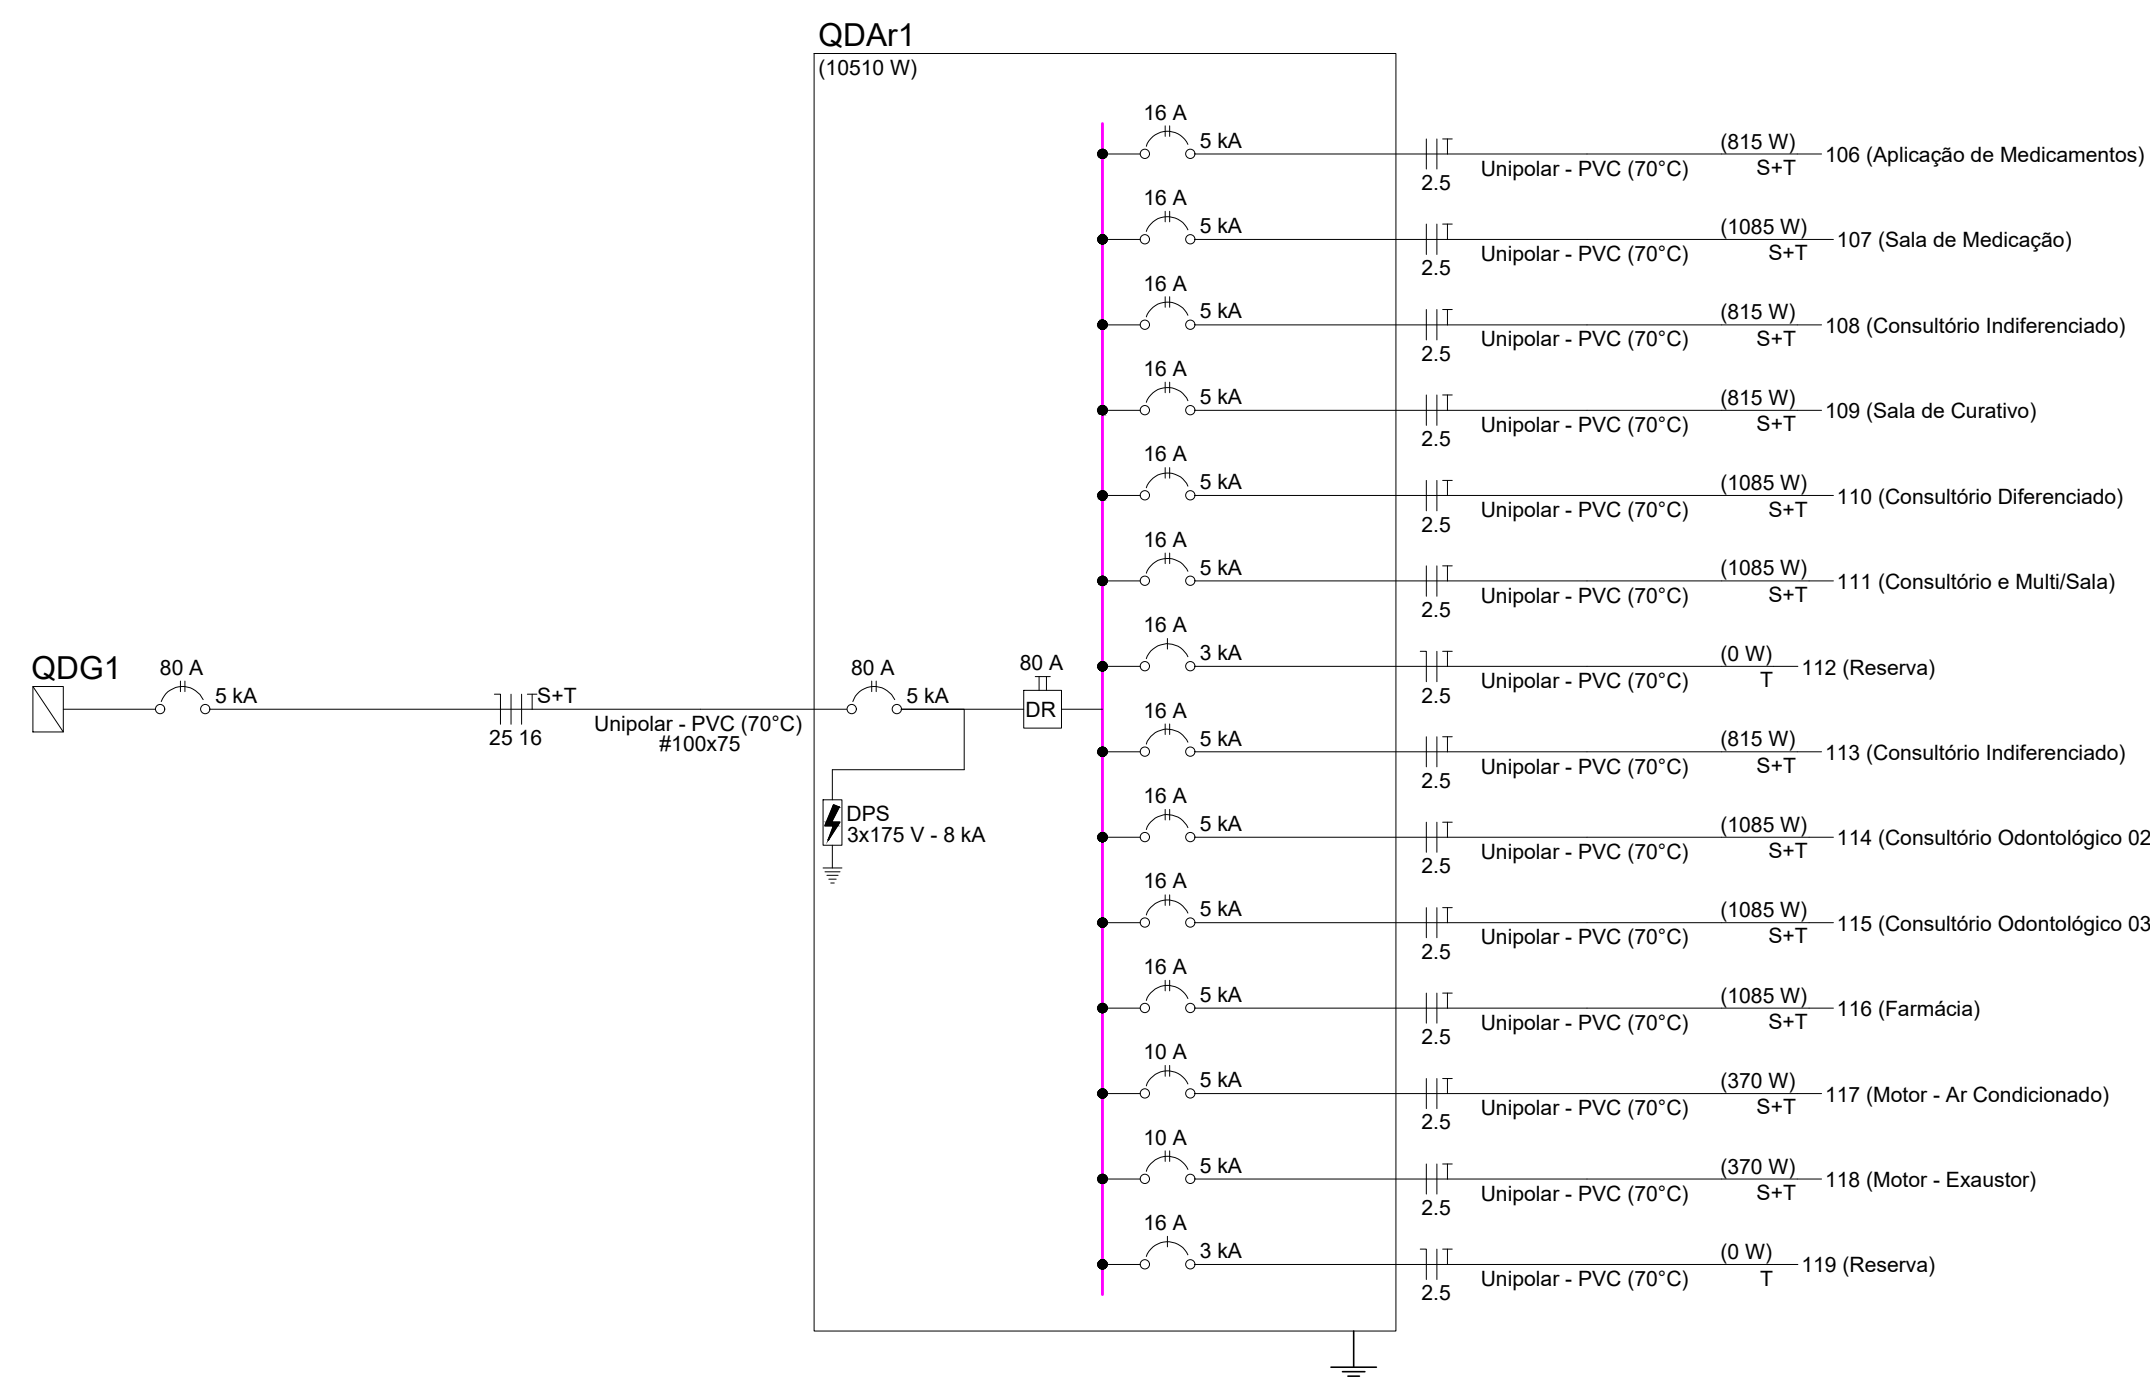 QDAr1
(10510 W)
16 A
5 kA
2.5
Unipolar - PVC (70°C)
(815 W)
S+T
106 (Aplicação de Medicamentos)
16 A
5 kA
2.5
Unipolar - PVC (70°C)
(1085 W)
S+T
107 (Sala de Medicação)
16 A
5 kA
2.5
Unipolar - PVC (70°C)
(815 W)
S+T
108 (Consultório Indiferenciado)
16 A
5 kA
2.5
Unipolar - PVC (70°C)
(815 W)
S+T
109 (Sala de Curativo)
16 A
5 kA
2.5
Unipolar - PVC (70°C)
(1085 W)
S+T
110 (Consultório Diferenciado)
16 A
5 kA
2.5
Unipolar - PVC (70°C)
(1085 W)
S+T
111 (Consultório e Multi/Sala)
16 A
3 kA
2.5
Unipolar - PVC (70°C)
(0 W)
T
112 (Reserva)
QDG1
80 A
5 kA
S+T
25 16
Unipolar - PVC (70°C)
#100x75
80 A
5 kA
80 A
DR
DPS
3x175 V - 8 kA
16 A
5 kA
2.5
Unipolar - PVC (70°C)
(815 W)
S+T
113 (Consultório Indiferenciado)
16 A
5 kA
2.5
Unipolar - PVC (70°C)
(1085 W)
S+T
114 (Consultório Odontológico 02
16 A
5 kA
2.5
Unipolar - PVC (70°C)
(1085 W)
S+T
115 (Consultório Odontológico 03
16 A
5 kA
2.5
Unipolar - PVC (70°C)
(1085 W)
S+T
116 (Farmácia)
10 A
5 kA
2.5
Unipolar - PVC (70°C)
(370 W)
S+T
117 (Motor - Ar Condicionado)
10 A
5 kA
2.5
Unipolar - PVC (70°C)
(370 W)
S+T
118 (Motor - Exaustor)
16 A
3 kA
2.5
Unipolar - PVC (70°C)
(0 W)
T
119 (Reserva)